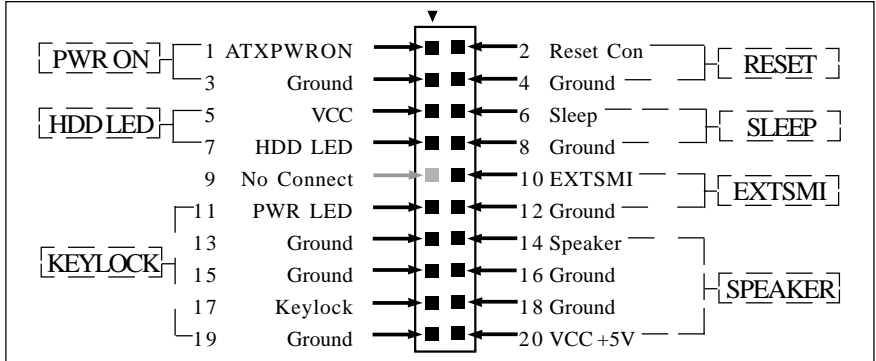 1 ATXPWRON 2 Reset Con
PWR ON RESET
3 Ground 4 Ground
5 VCC 6 Sleep
HDD LED SLEEP
7 HDD LED 8 Ground
9 No Connect 10 EXTSMI
EXTSMI
11 PWR LED 12 Ground
13 Ground 14 Speaker
KEYLOCK
15 Ground 16 Ground
SPEAKER
17 Keylock 18 Ground
19 Ground 20 VCC +5V